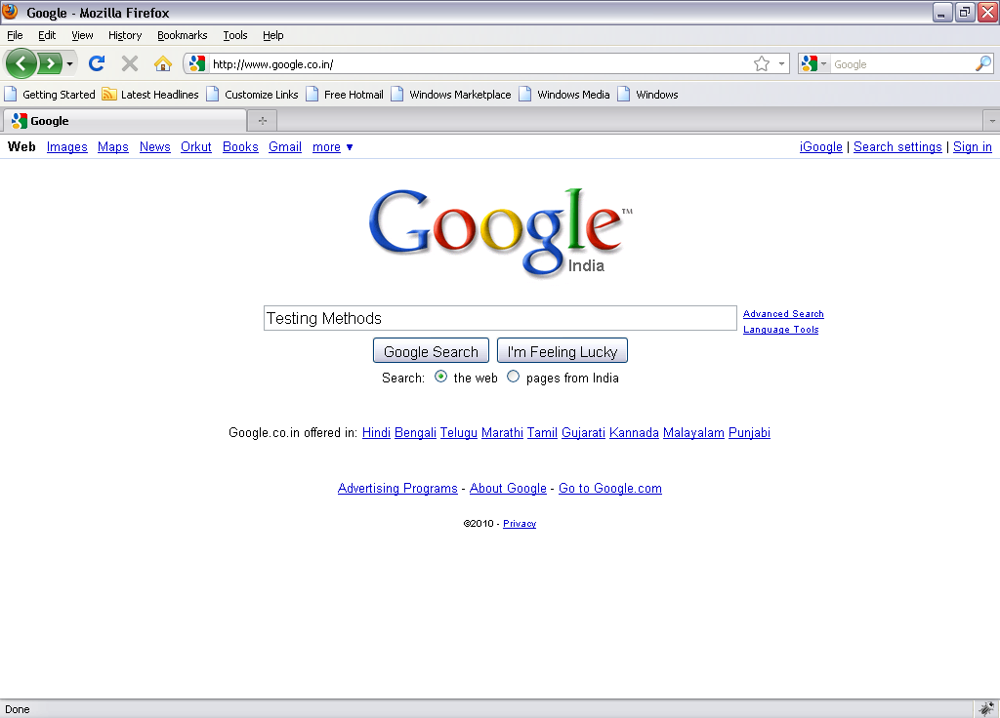 Google - Mozilla Firefox
File Edit View History Bookmarks Tools Help
http://www.google.co.in/ Google
Getting Started Latest Headlines Customize Links Free Hotmail Windows Marketplace Windows Media Windows
Google
Web Images Maps News Orkut Books Gmail more ▼ iGoogle | Search settings | Sign in
Google™
India
Testing Methods
Advanced Search
Language Tools
Google Search I'm Feeling Lucky
Search: the web pages from India
Google.co.in offered in: Hindi Bengali Telugu Marathi Tamil Gujarati Kannada Malayalam Punjabi
Advertising Programs - About Google - Go to Google.com
©2010 - Privacy
Done